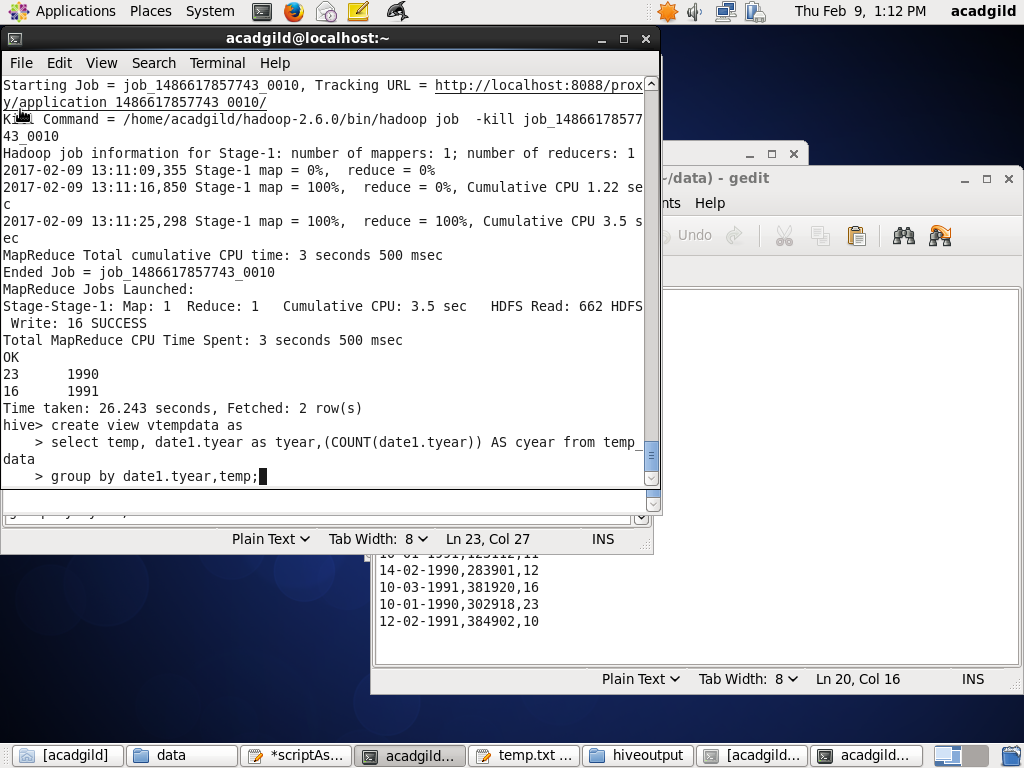 Applications Places System
Thu Feb 9, 1:12 PM acadgild
acadgild@localhost:~
File Edit View Search Terminal Help
Starting Job = job_1486617857743_0010, Tracking URL = http://localhost:8088/prox
y/application_1486617857743_0010/
Kill Command = /home/acadgild/hadoop-2.6.0/bin/hadoop job  -kill job_14866178577
43_0010
Hadoop job information for Stage-1: number of mappers: 1; number of reducers: 1
2017-02-09 13:11:09,355 Stage-1 map = 0%,  reduce = 0%
2017-02-09 13:11:16,850 Stage-1 map = 100%,  reduce = 0%, Cumulative CPU 1.22 se
c
2017-02-09 13:11:25,298 Stage-1 map = 100%,  reduce = 100%, Cumulative CPU 3.5 s
ec
MapReduce Total cumulative CPU time: 3 seconds 500 msec
Ended Job = job_1486617857743_0010
MapReduce Jobs Launched:
Stage-Stage-1: Map: 1  Reduce: 1   Cumulative CPU: 3.5 sec   HDFS Read: 662 HDFS
 Write: 16 SUCCESS
Total MapReduce CPU Time Spent: 3 seconds 500 msec
OK
23      1990
16      1991
Time taken: 26.243 seconds, Fetched: 2 row(s)
hive> create view vtempdata as
    > select temp, date1.tyear as tyear,(COUNT(date1.tyear)) AS cyear from temp_
data
    > group by date1.tyear,temp;
Plain Text Tab Width: 8 Ln 23, Col 27 INS
~/data) - gedit
nts Help
Undo
14-02-1990,283901,12
10-03-1991,381920,16
10-01-1990,302918,23
12-02-1991,384902,10
Plain Text Tab Width: 8 Ln 20, Col 16 INS
[acadgild] data *scriptAs... acadgild... temp.txt ... hiveoutput [acadgild... acadgild...